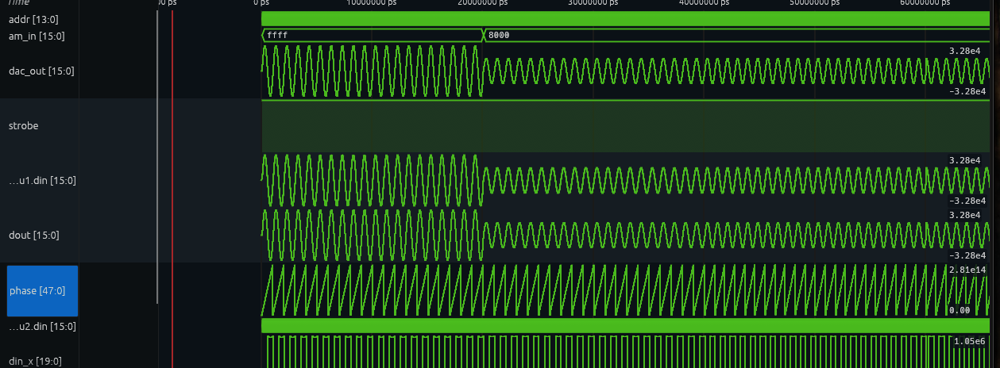 Time
0 ps
10000000 ps
20000000 ps
30000000 ps
40000000 ps
50000000 ps
60000000 ps
addr [13:0]
am_in [15:0]
ffff
8000
dac_out [15:0]
3.28e4
−3.28e4
strobe
…u1.din [15:0]
3.28e4
−3.28e4
dout [15:0]
3.28e4
−3.28e4
phase [47:0]
2.81e14
0.00
…u2.din [15:0]
din_x [19:0]
1.05e6